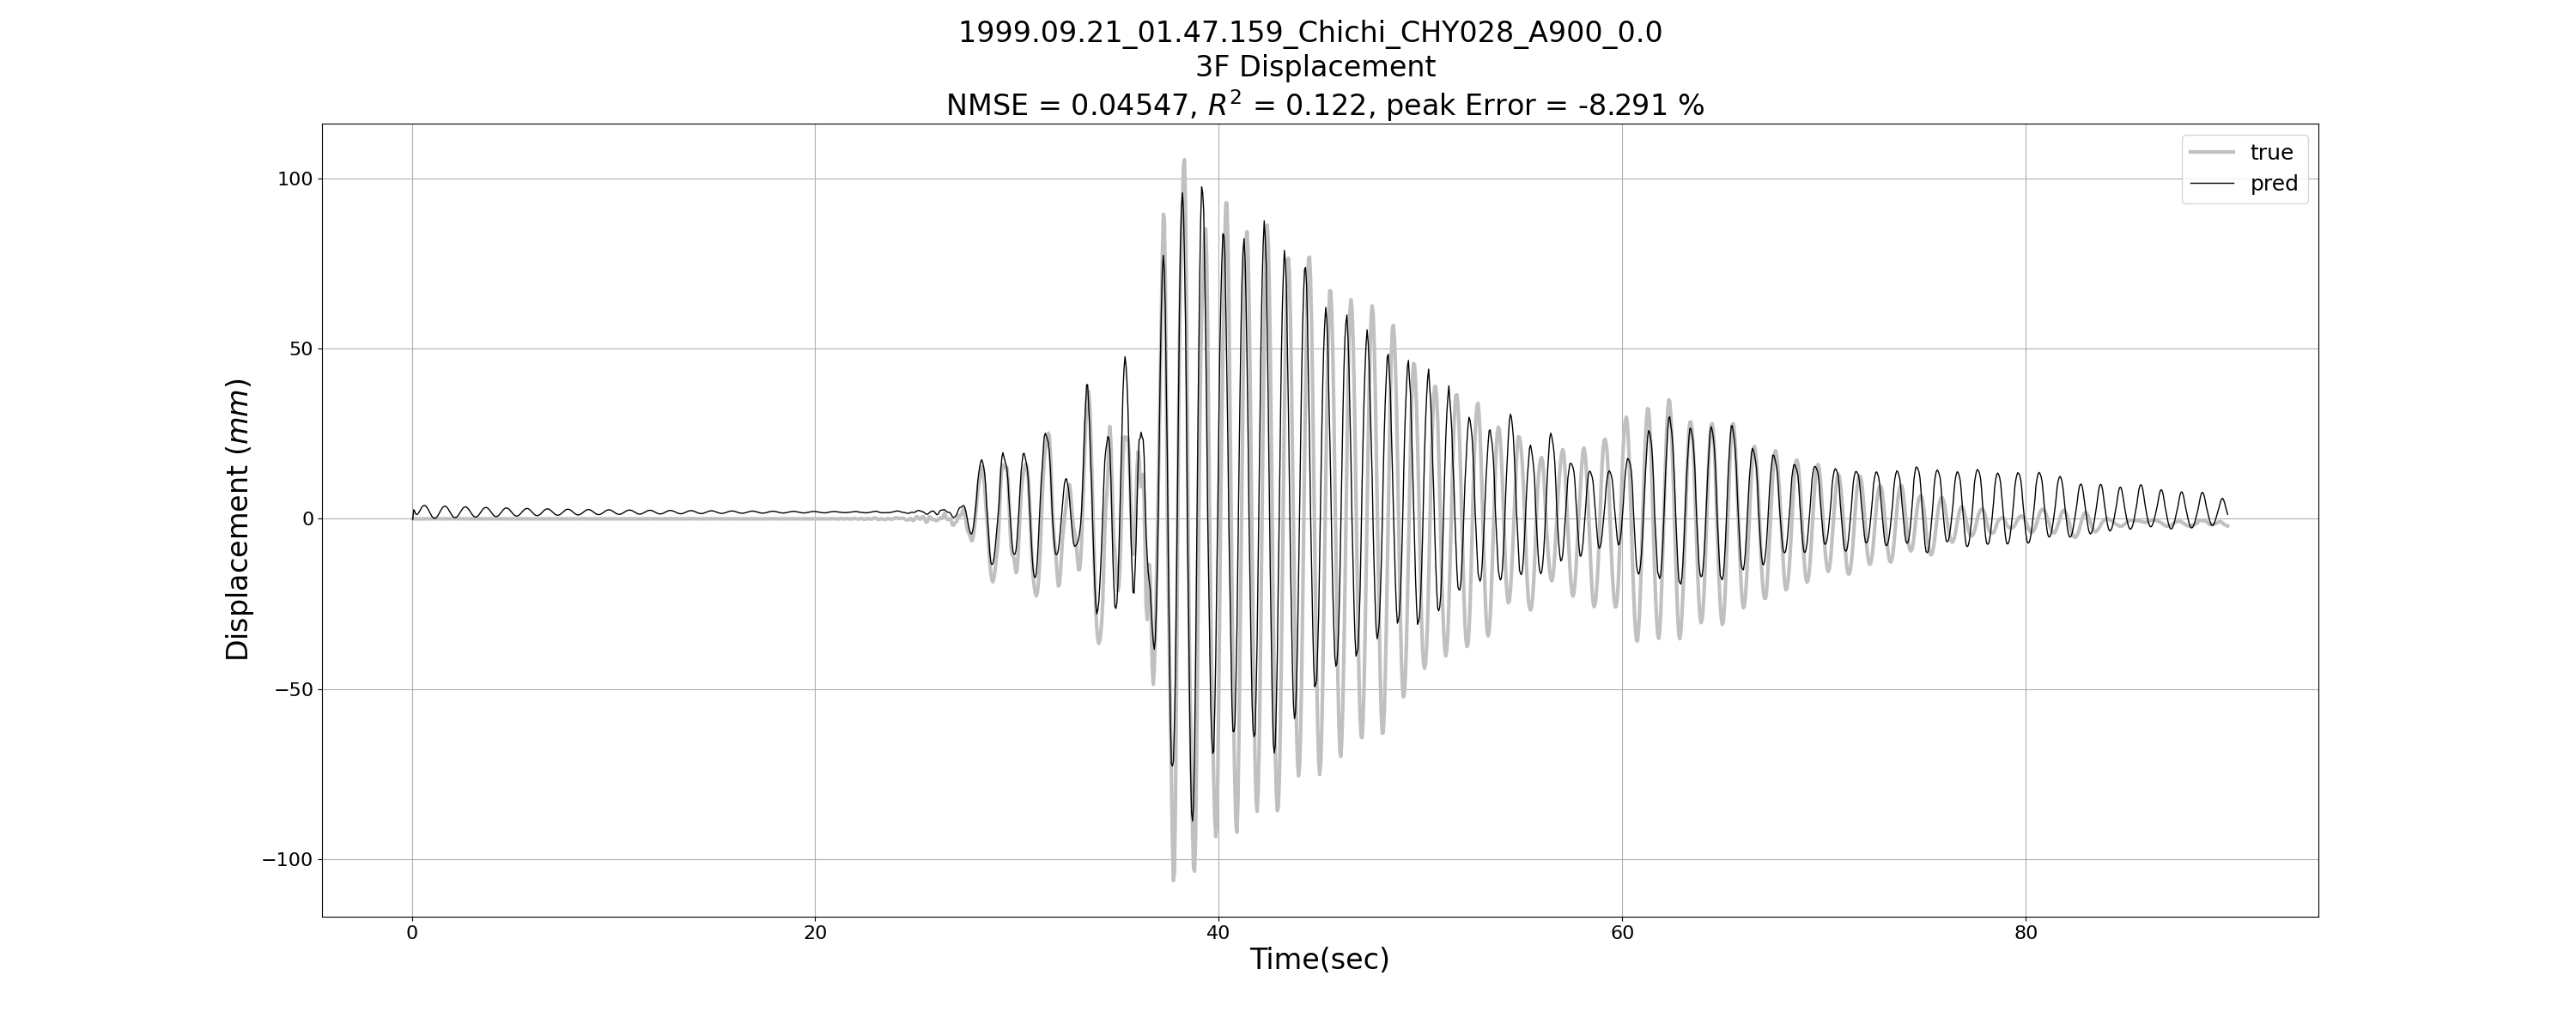 1999.09.21_01.47.159_Chichi_CHY028_A900_0.0
3F Displacement
NMSE = 0.04547, R² = 0.122, peak Error = -8.291 %
true
pred
100
50
0
−50
−100
Displacement (mm)
0 20 40 60 80
Time(sec)